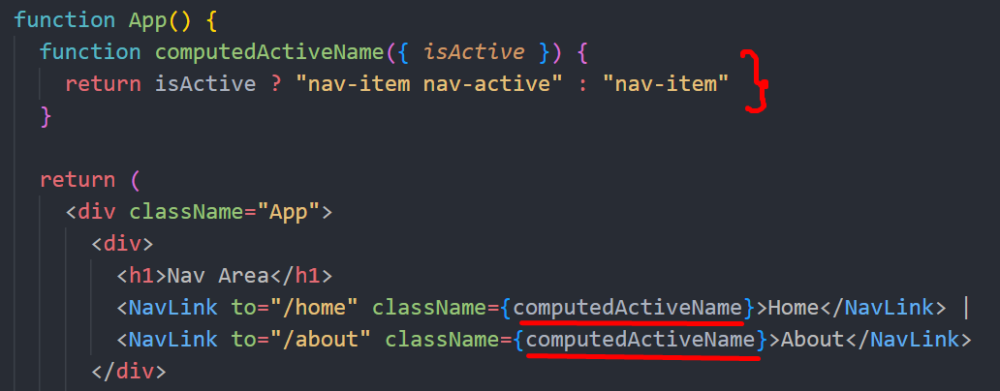 function App() {
function computedActiveName({ isActive }) {
return isActive ? "nav-item nav-active" : "nav-item"
}
return (
<div className="App">
<div>
<h1>Nav Area</h1>
<NavLink to="/home" className={computedActiveName}>Home</NavLink> |
<NavLink to="/about" className={computedActiveName}>About</NavLink>
</div>